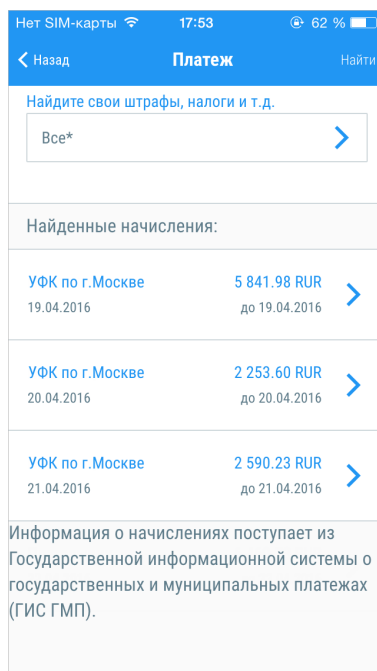 Нет SIM-карты 17:53 62 %
Назад Платеж Найти
Найдите свои штрафы, налоги и т.д.
Все*
Найденные начисления:
УФК по г.Москве 5 841.98 RUR
19.04.2016 до 19.04.2016
УФК по г.Москве 2 253.60 RUR
20.04.2016 до 20.04.2016
УФК по г.Москве 2 590.23 RUR
21.04.2016 до 21.04.2016
Информация о начислениях поступает из
Государственной информационной системы о
государственных и муниципальных платежах
(ГИС ГМП).